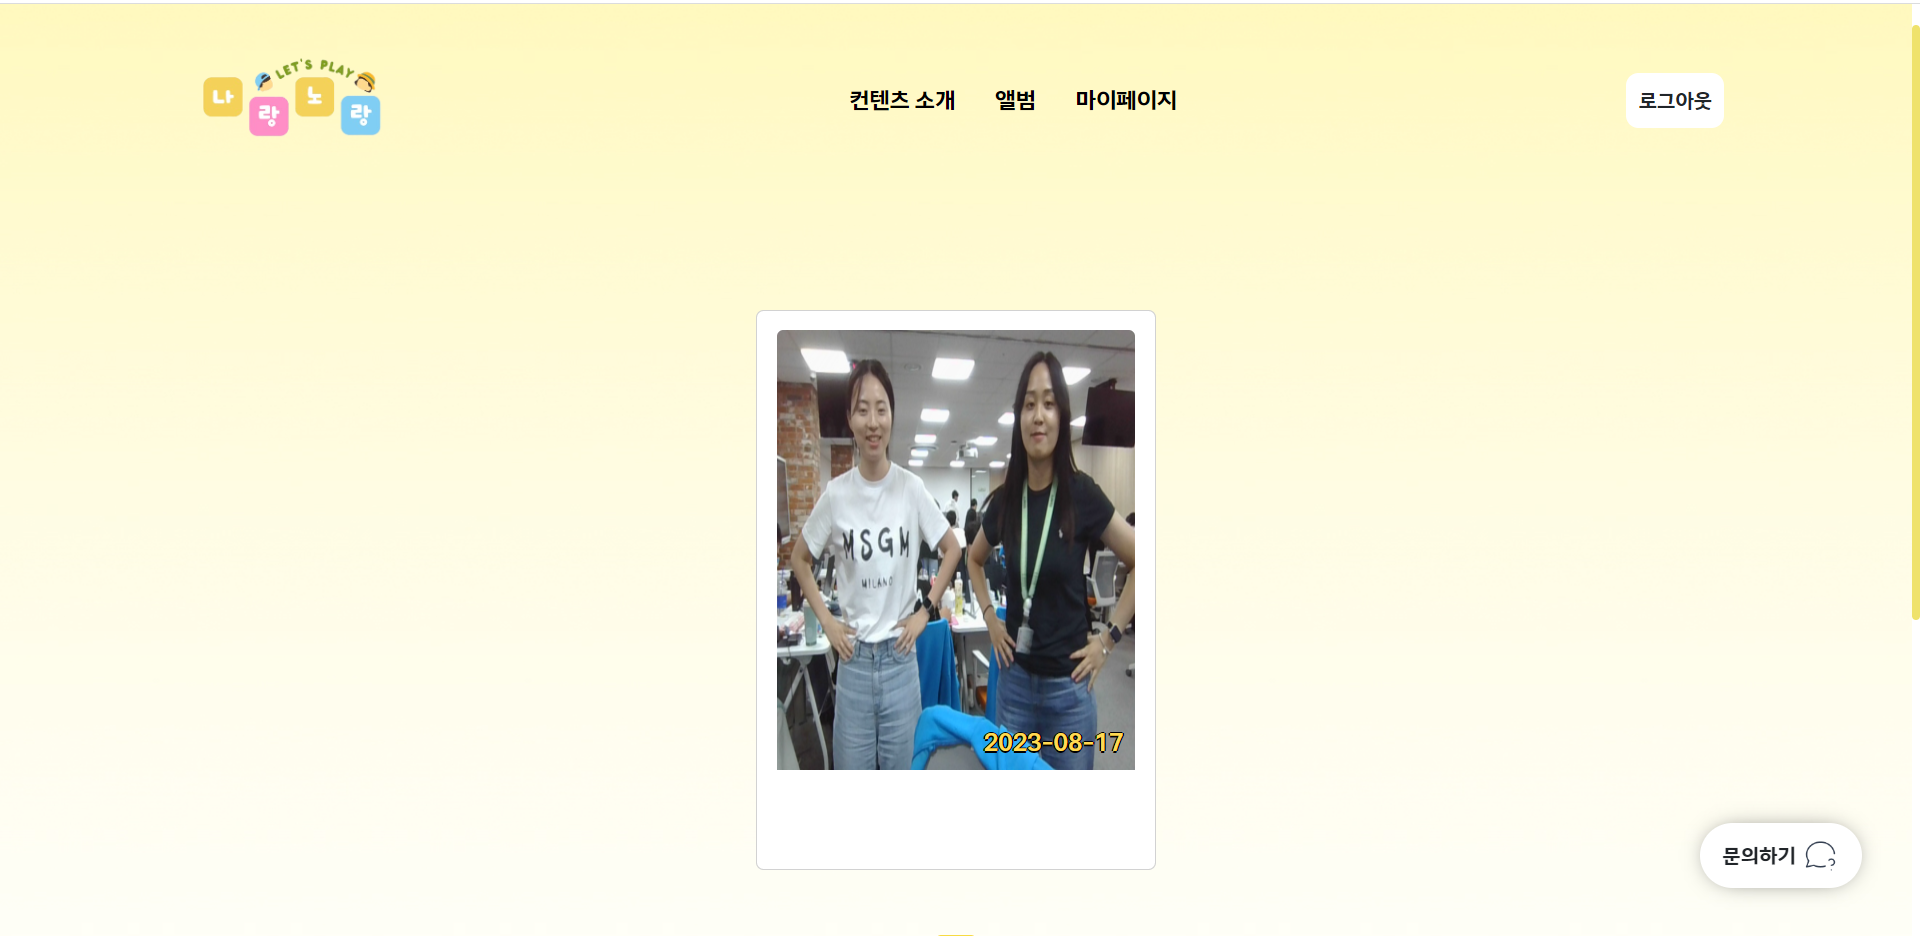 LET'S PLAY
나랑노랑
컨텐츠 소개
앨범
마이페이지
로그아웃
MSGM
MILANO
2023-08-17
문의하기